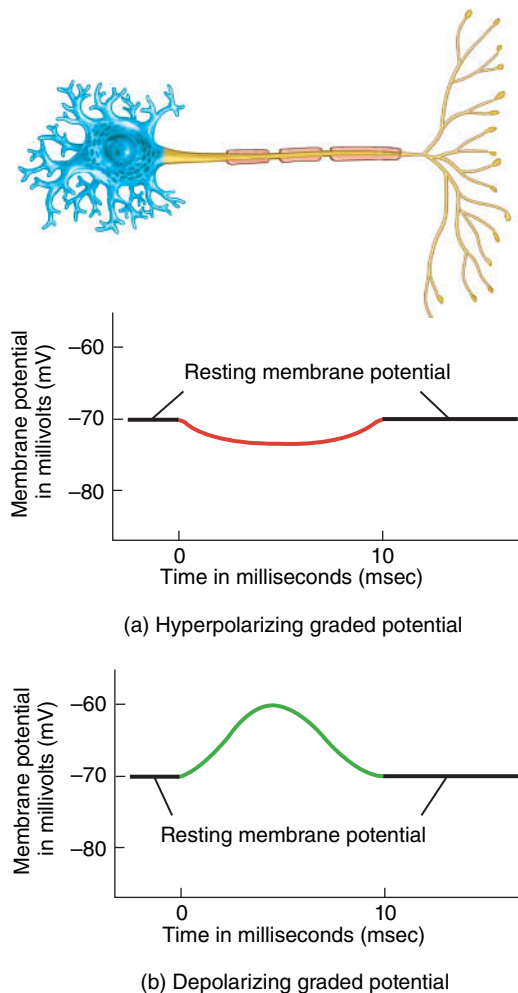 Membrane potential
in millivolts (mV)
–60
Resting membrane potential
–70
–80
0
10
Time in milliseconds (msec)
(a) Hyperpolarizing graded potential
Membrane potential
in millivolts (mV)
–60
–70
Resting membrane potential
–80
0
10
Time in milliseconds (msec)
(b) Depolarizing graded potential